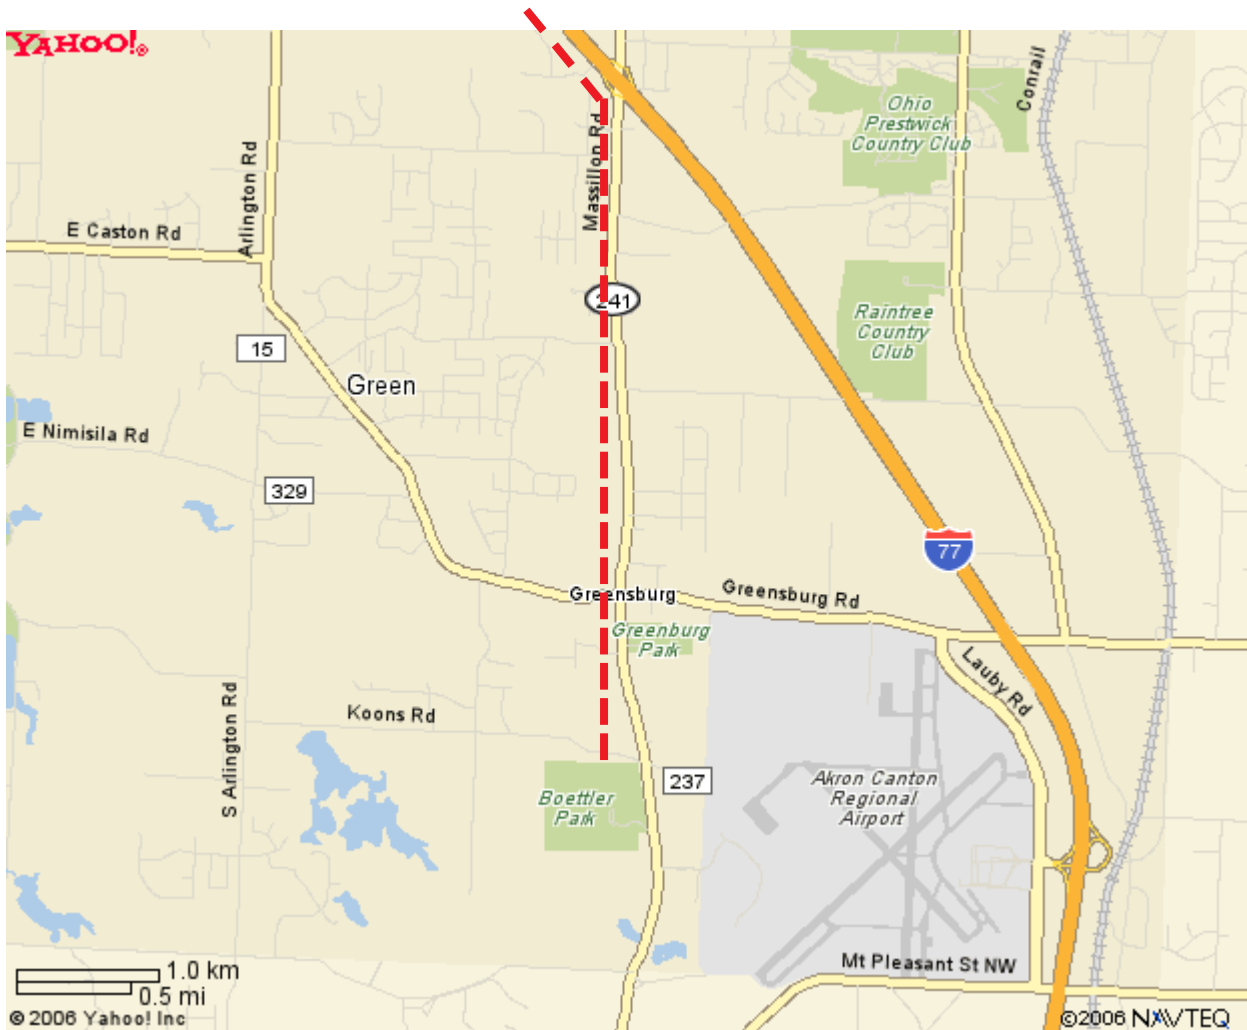 YAHOO!®
Conrail
Ohio
Prestwick
Country Club
Massillon Rd
Arlington Rd
E Caston Rd
241
Raintree
Country
Club
15
Green
E Nimisila Rd
329
77
Greensburg
Greensburg Rd
Greenburg
Park
Lauby Rd
S Arlington Rd
Koons Rd
237
Akron Canton
Regional
Airport
Boettler
Park
Mt Pleasant St NW
1.0 km
0.5 mi
© 2006 Yahoo! Inc
©2006 NAVTEQ